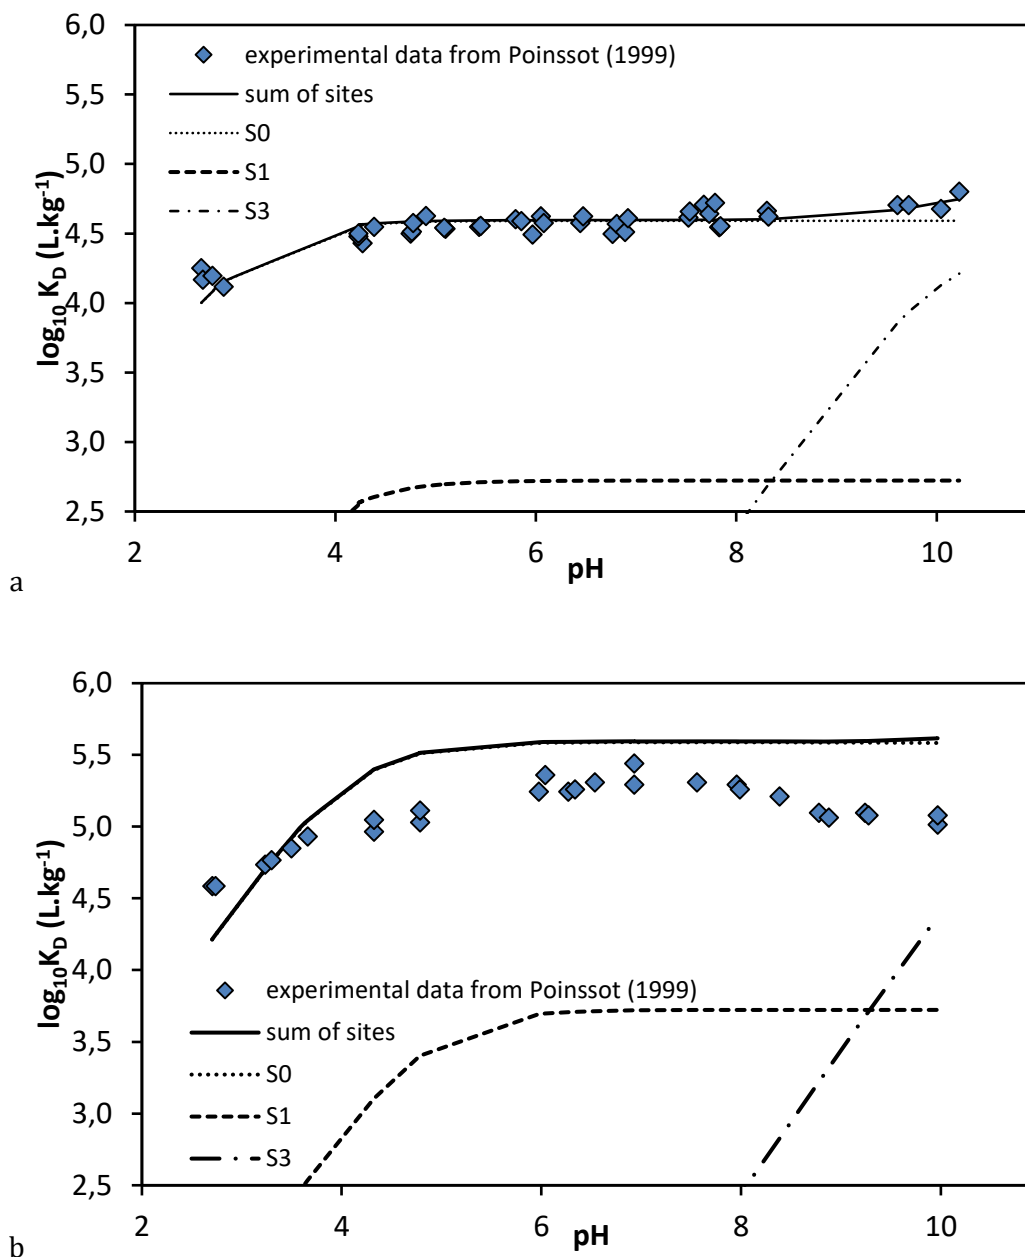 6,0
experimental data from Poinssot (1999)
5,5
sum of sites
S0
5,0
S1
4,5
S3
4,0
3,5
3,0
2,5
log10 KD (L.kg-1)
2 4 6 8 10
pH
a
6,0
5,5
5,0
4,5
4,0
3,5
3,0
2,5
log10KD (L.kg-1)
experimental data from Poinssot (1999)
sum of sites
S0
S1
S3
2 4 6 8 10
pH
b